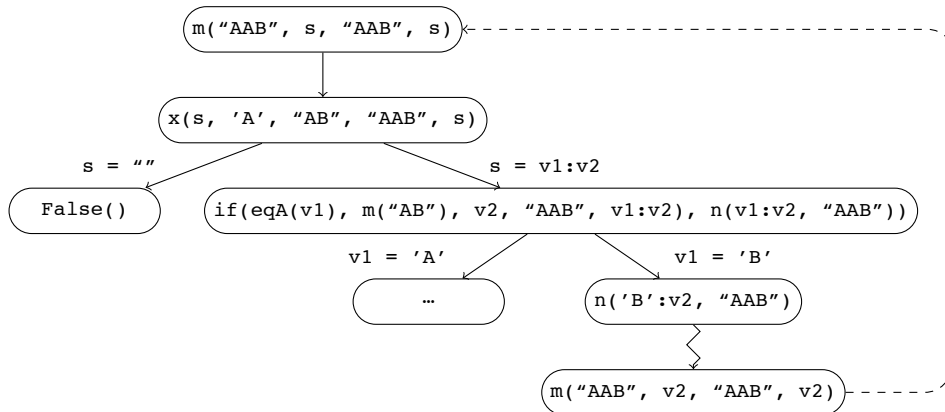 m(“AAB”, s, “AAB”, s)
x(s, ’A’, “AB”, “AAB”, s)
s = “”
s = v1:v2
False()
if(eqA(v1), m(“AB”), v2, “AAB”, v1:v2), n(v1:v2, “AAB”))
v1 = ’A’
v1 = ’B’
…
n(’B’:v2, “AAB”)
m(“AAB”, v2, “AAB”, v2)